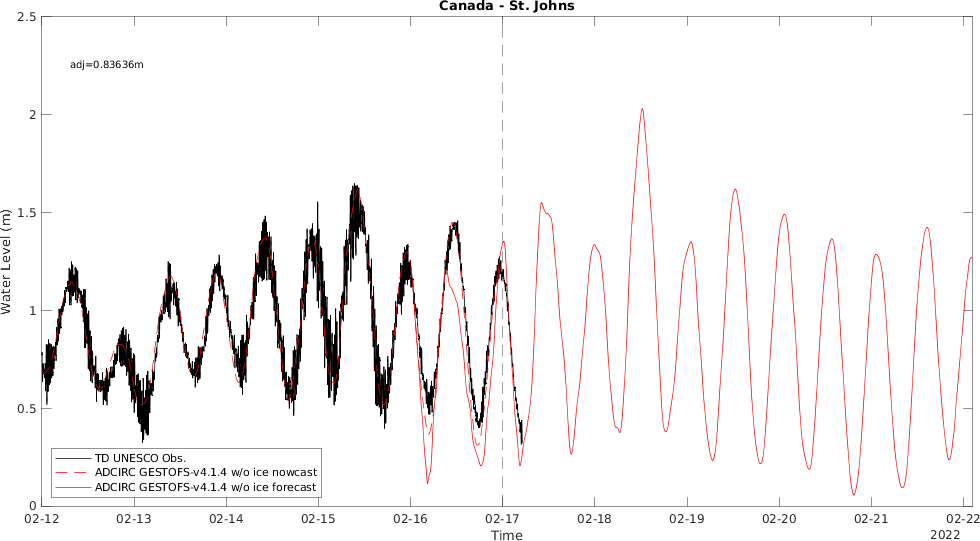 Canada - St. Johns
2.5
2
1.5
1
0.5
0
Water Level (m)
adj=0.83636m
TD UNESCO Obs.
ADCIRC GESTOFS-v4.1.4 w/o ice nowcast
ADCIRC GESTOFS-v4.1.4 w/o ice forecast
02-12 02-13 02-14 02-15 02-16 02-17 02-18 02-19 02-20 02-21 02-22
Time
2022